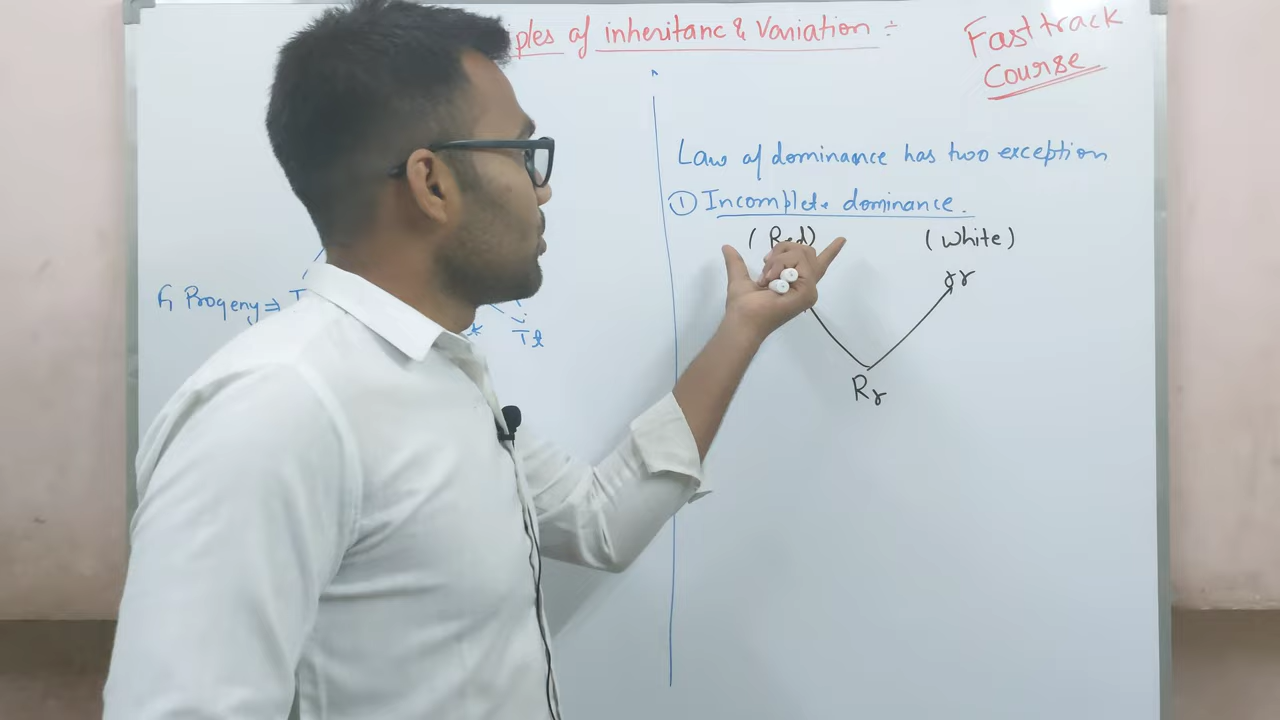 of inheritanc & Variation :-
Fast track
Course
F1 Progeny ⇒ T
Tt
Law of dominance has two exception
① Incomplete dominance.
(Red) (White)
rr
Rr